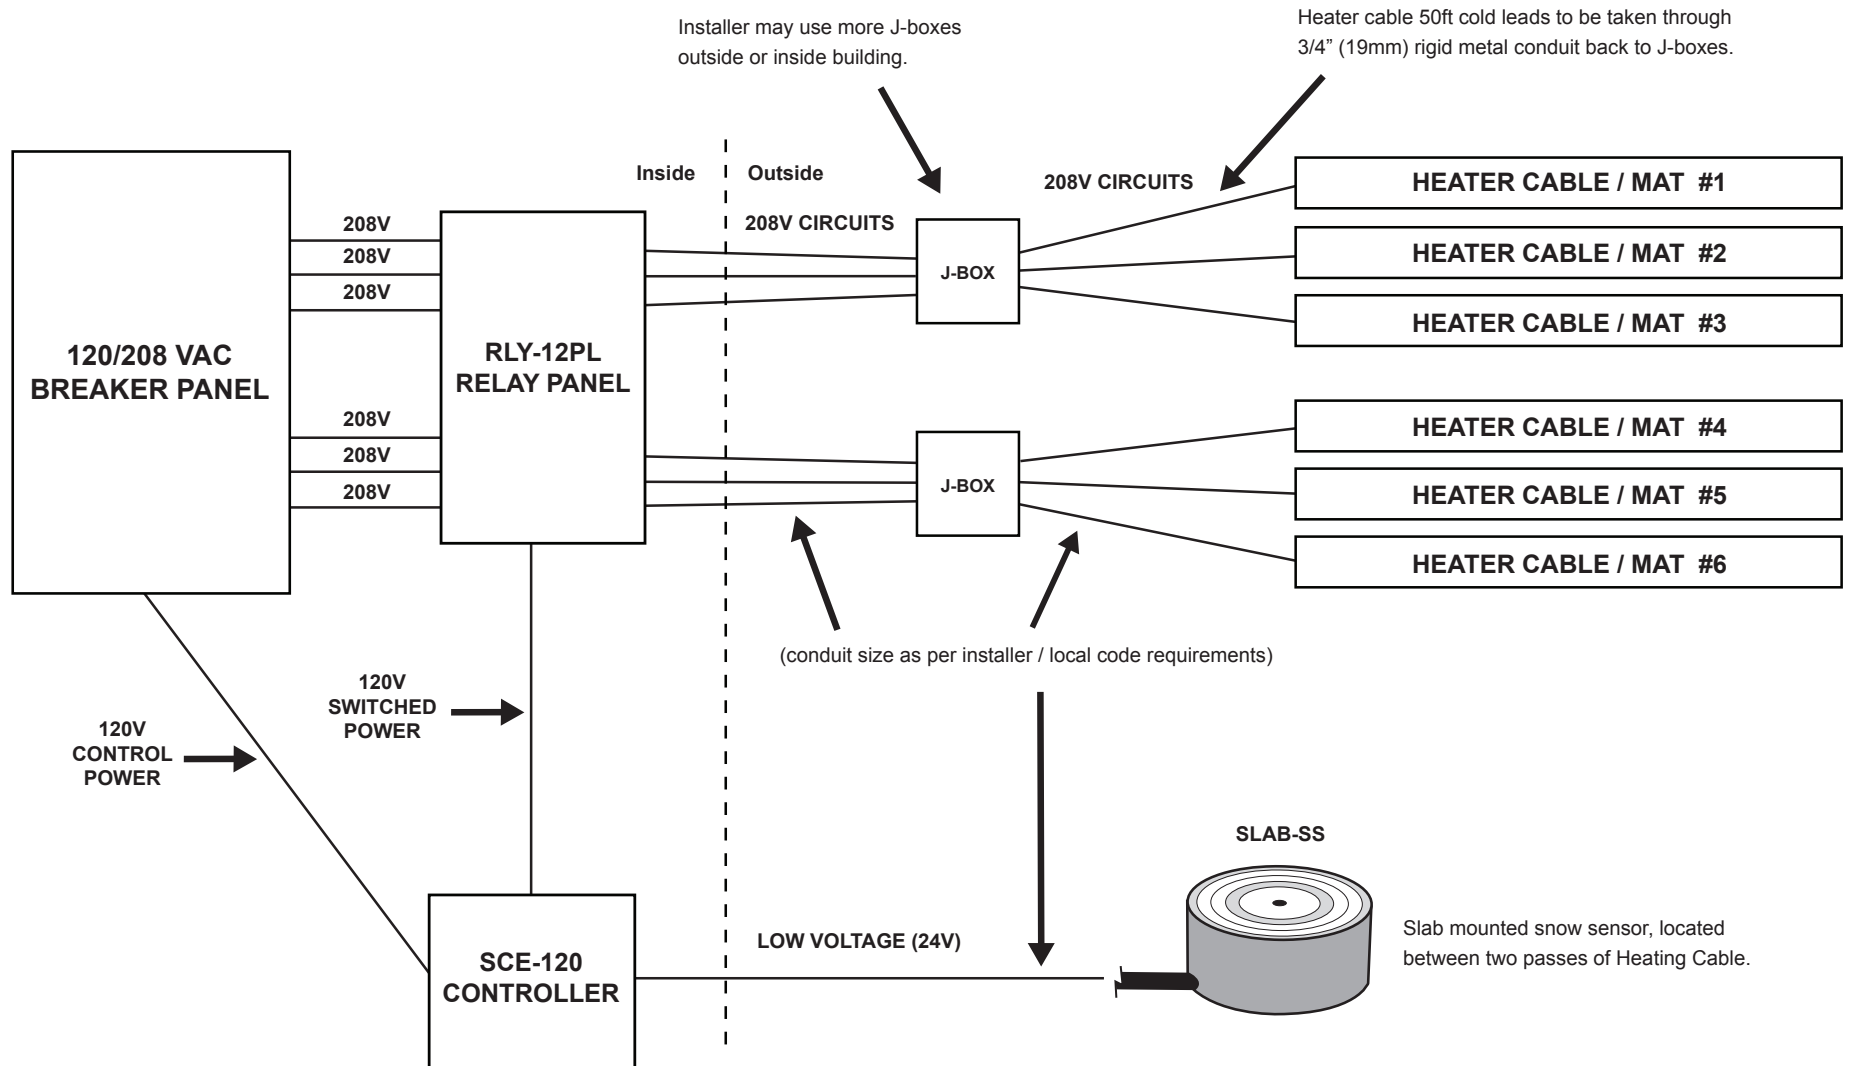 Installer may use more J-boxes
outside or inside building.
Heater cable 50ft cold leads to be taken through
3/4” (19mm) rigid metal conduit back to J-boxes.
Inside
Outside
208V CIRCUITS
208V CIRCUITS
120/208 VAC
BREAKER PANEL
208V
208V
208V
208V
208V
208V
RLY-12PL
RELAY PANEL
J-BOX
J-BOX
HEATER CABLE / MAT #1
HEATER CABLE / MAT #2
HEATER CABLE / MAT #3
HEATER CABLE / MAT #4
HEATER CABLE / MAT #5
HEATER CABLE / MAT #6
(conduit size as per installer / local code requirements)
120V
SWITCHED
POWER
120V
CONTROL
POWER
SCE-120
CONTROLLER
LOW VOLTAGE (24V)
SLAB-SS
Slab mounted snow sensor, located
between two passes of Heating Cable.